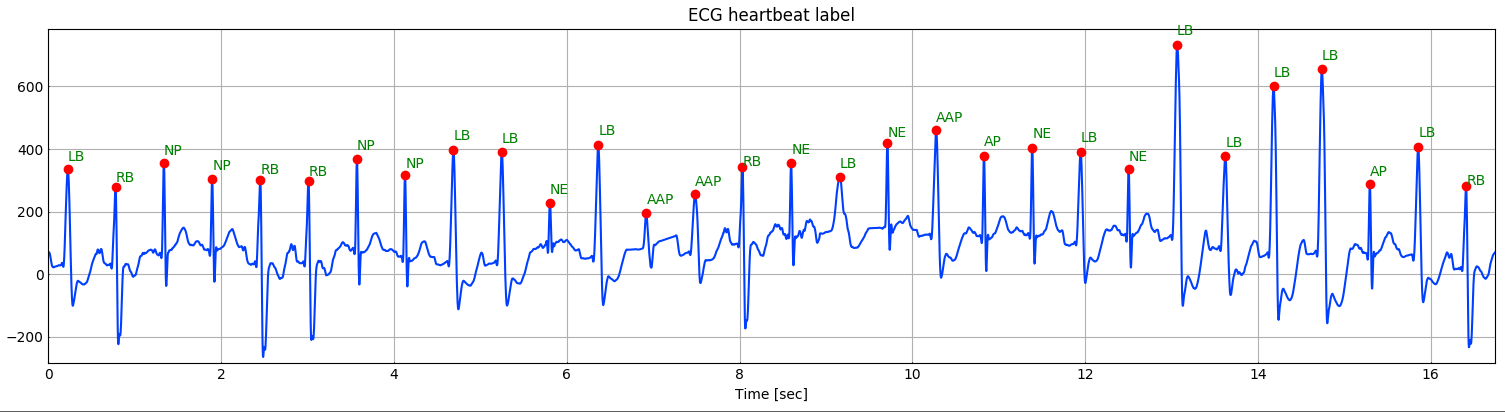 ECG heartbeat label
LB RB NP NP RB RB NP NP LB LB NE LB AAP AAP RB NE LB NE AAP AP NE LB NE LB LB LB LB AP LB RB
600
400
200
0
−200
0 2 4 6 8 10 12 14 16
Time [sec]